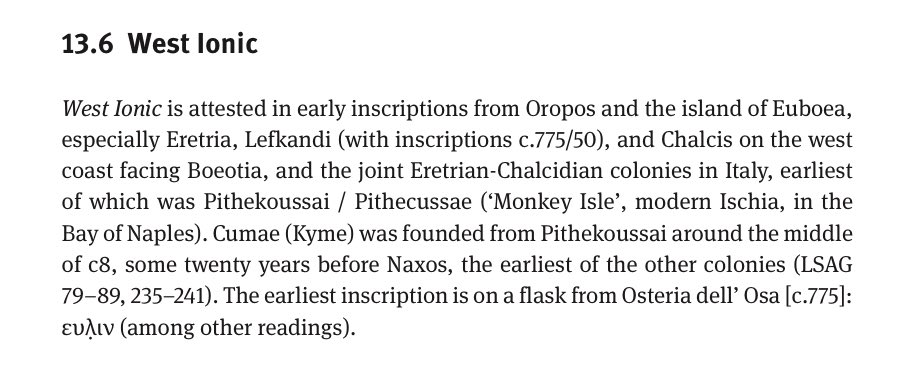 13.6 West Ionic
West Ionic is attested in early inscriptions from Oropos and the island of Euboea,
especially Eretria, Lefkandi (with inscriptions c.775/50), and Chalcis on the west
coast facing Boeotia, and the joint Eretrian-Chalcidian colonies in Italy, earliest
of which was Pithekoussai / Pithecussae (‘Monkey Isle’, modern Ischia, in the
Bay of Naples). Cumae (Kyme) was founded from Pithekoussai around the middle
of c8, some twenty years before Naxos, the earliest of the other colonies (LSAG
79–89, 235–241). The earliest inscription is on a flask from Osteria dell’ Osa [c.775]:
ευλ̣ιν (among other readings).